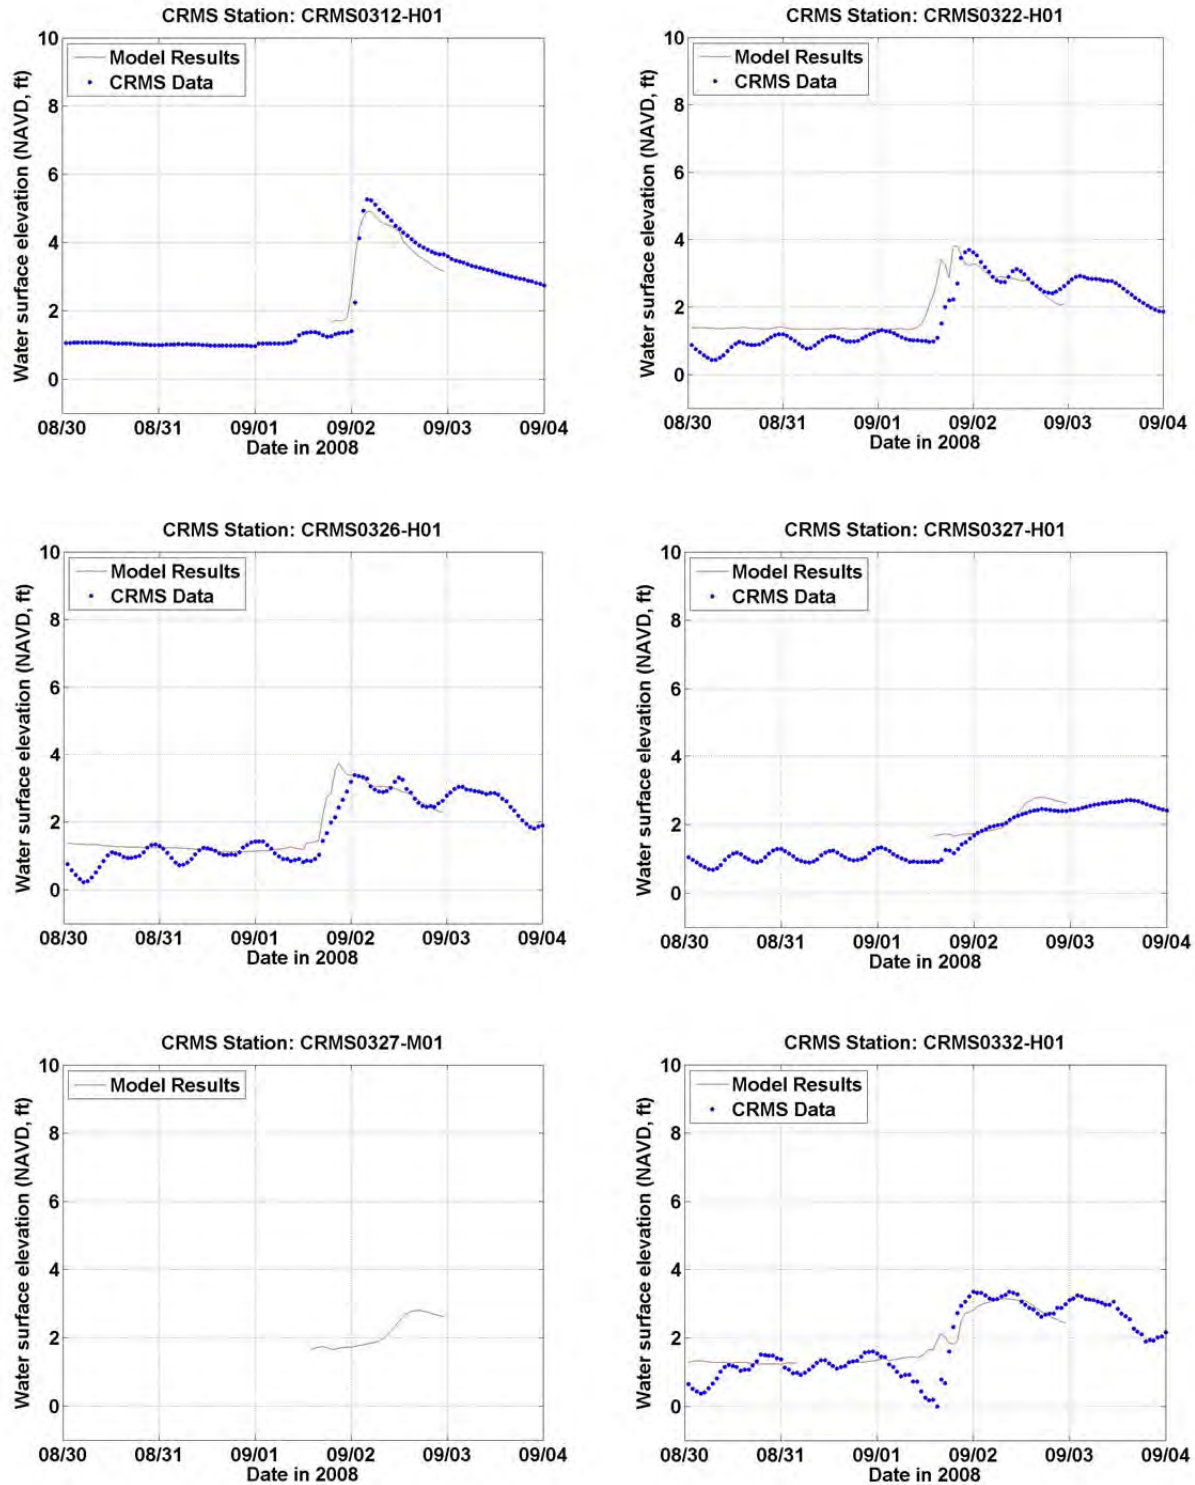 CRMS Station: CRMS0312-H01
10
8
6
4
2
0
Water surface elevation (NAVD, ft)
Model Results
CRMS Data
08/30 08/31 09/01 09/02 09/03 09/04
Date in 2008
CRMS Station: CRMS0322-H01
10
8
6
4
2
0
Water surface elevation (NAVD, ft)
Model Results
CRMS Data
08/30 08/31 09/01 09/02 09/03 09/04
Date in 2008
CRMS Station: CRMS0326-H01
10
8
6
4
2
0
Water surface elevation (NAVD, ft)
Model Results
CRMS Data
08/30 08/31 09/01 09/02 09/03 09/04
Date in 2008
CRMS Station: CRMS0327-H01
10
8
6
4
2
0
Water surface elevation (NAVD, ft)
Model Results
CRMS Data
08/30 08/31 09/01 09/02 09/03 09/04
Date in 2008
CRMS Station: CRMS0327-M01
10
8
6
4
2
0
Water surface elevation (NAVD, ft)
Model Results
08/30 08/31 09/01 09/02 09/03 09/04
Date in 2008
CRMS Station: CRMS0332-H01
10
8
6
4
2
0
Water surface elevation (NAVD, ft)
Model Results
CRMS Data
08/30 08/31 09/01 09/02 09/03 09/04
Date in 2008